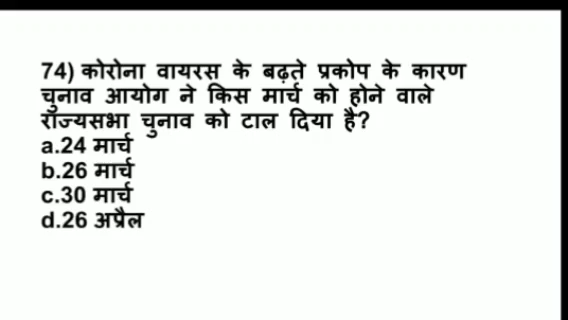 74) कोरोना वायरस के बढ़ते प्रकोप के कारण
चुनाव आयोग ने किस मार्च को होने वाले
राज्यसभा चुनाव को टाल दिया है?
a.24 मार्च
b.26 मार्च
c.30 मार्च
d.26 अप्रैल